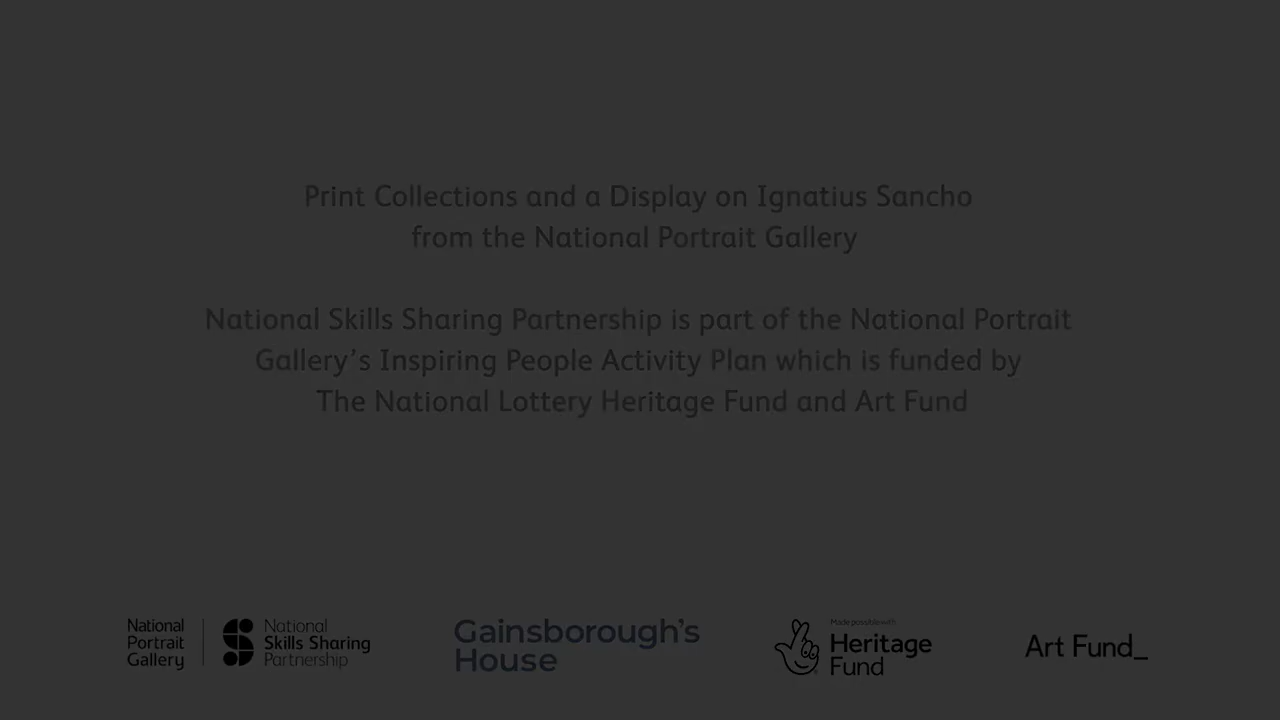 Print Collections and a Display on Ignatius Sancho
from the National Portrait Gallery
National Skills Sharing Partnership is part of the National Portrait
Gallery’s Inspiring People Activity Plan which is funded by
The National Lottery Heritage Fund and Art Fund
National
Portrait
Gallery
National
Skills Sharing
Partnership
Gainsborough’s
House
Made possible with
Heritage
Fund
Art Fund_